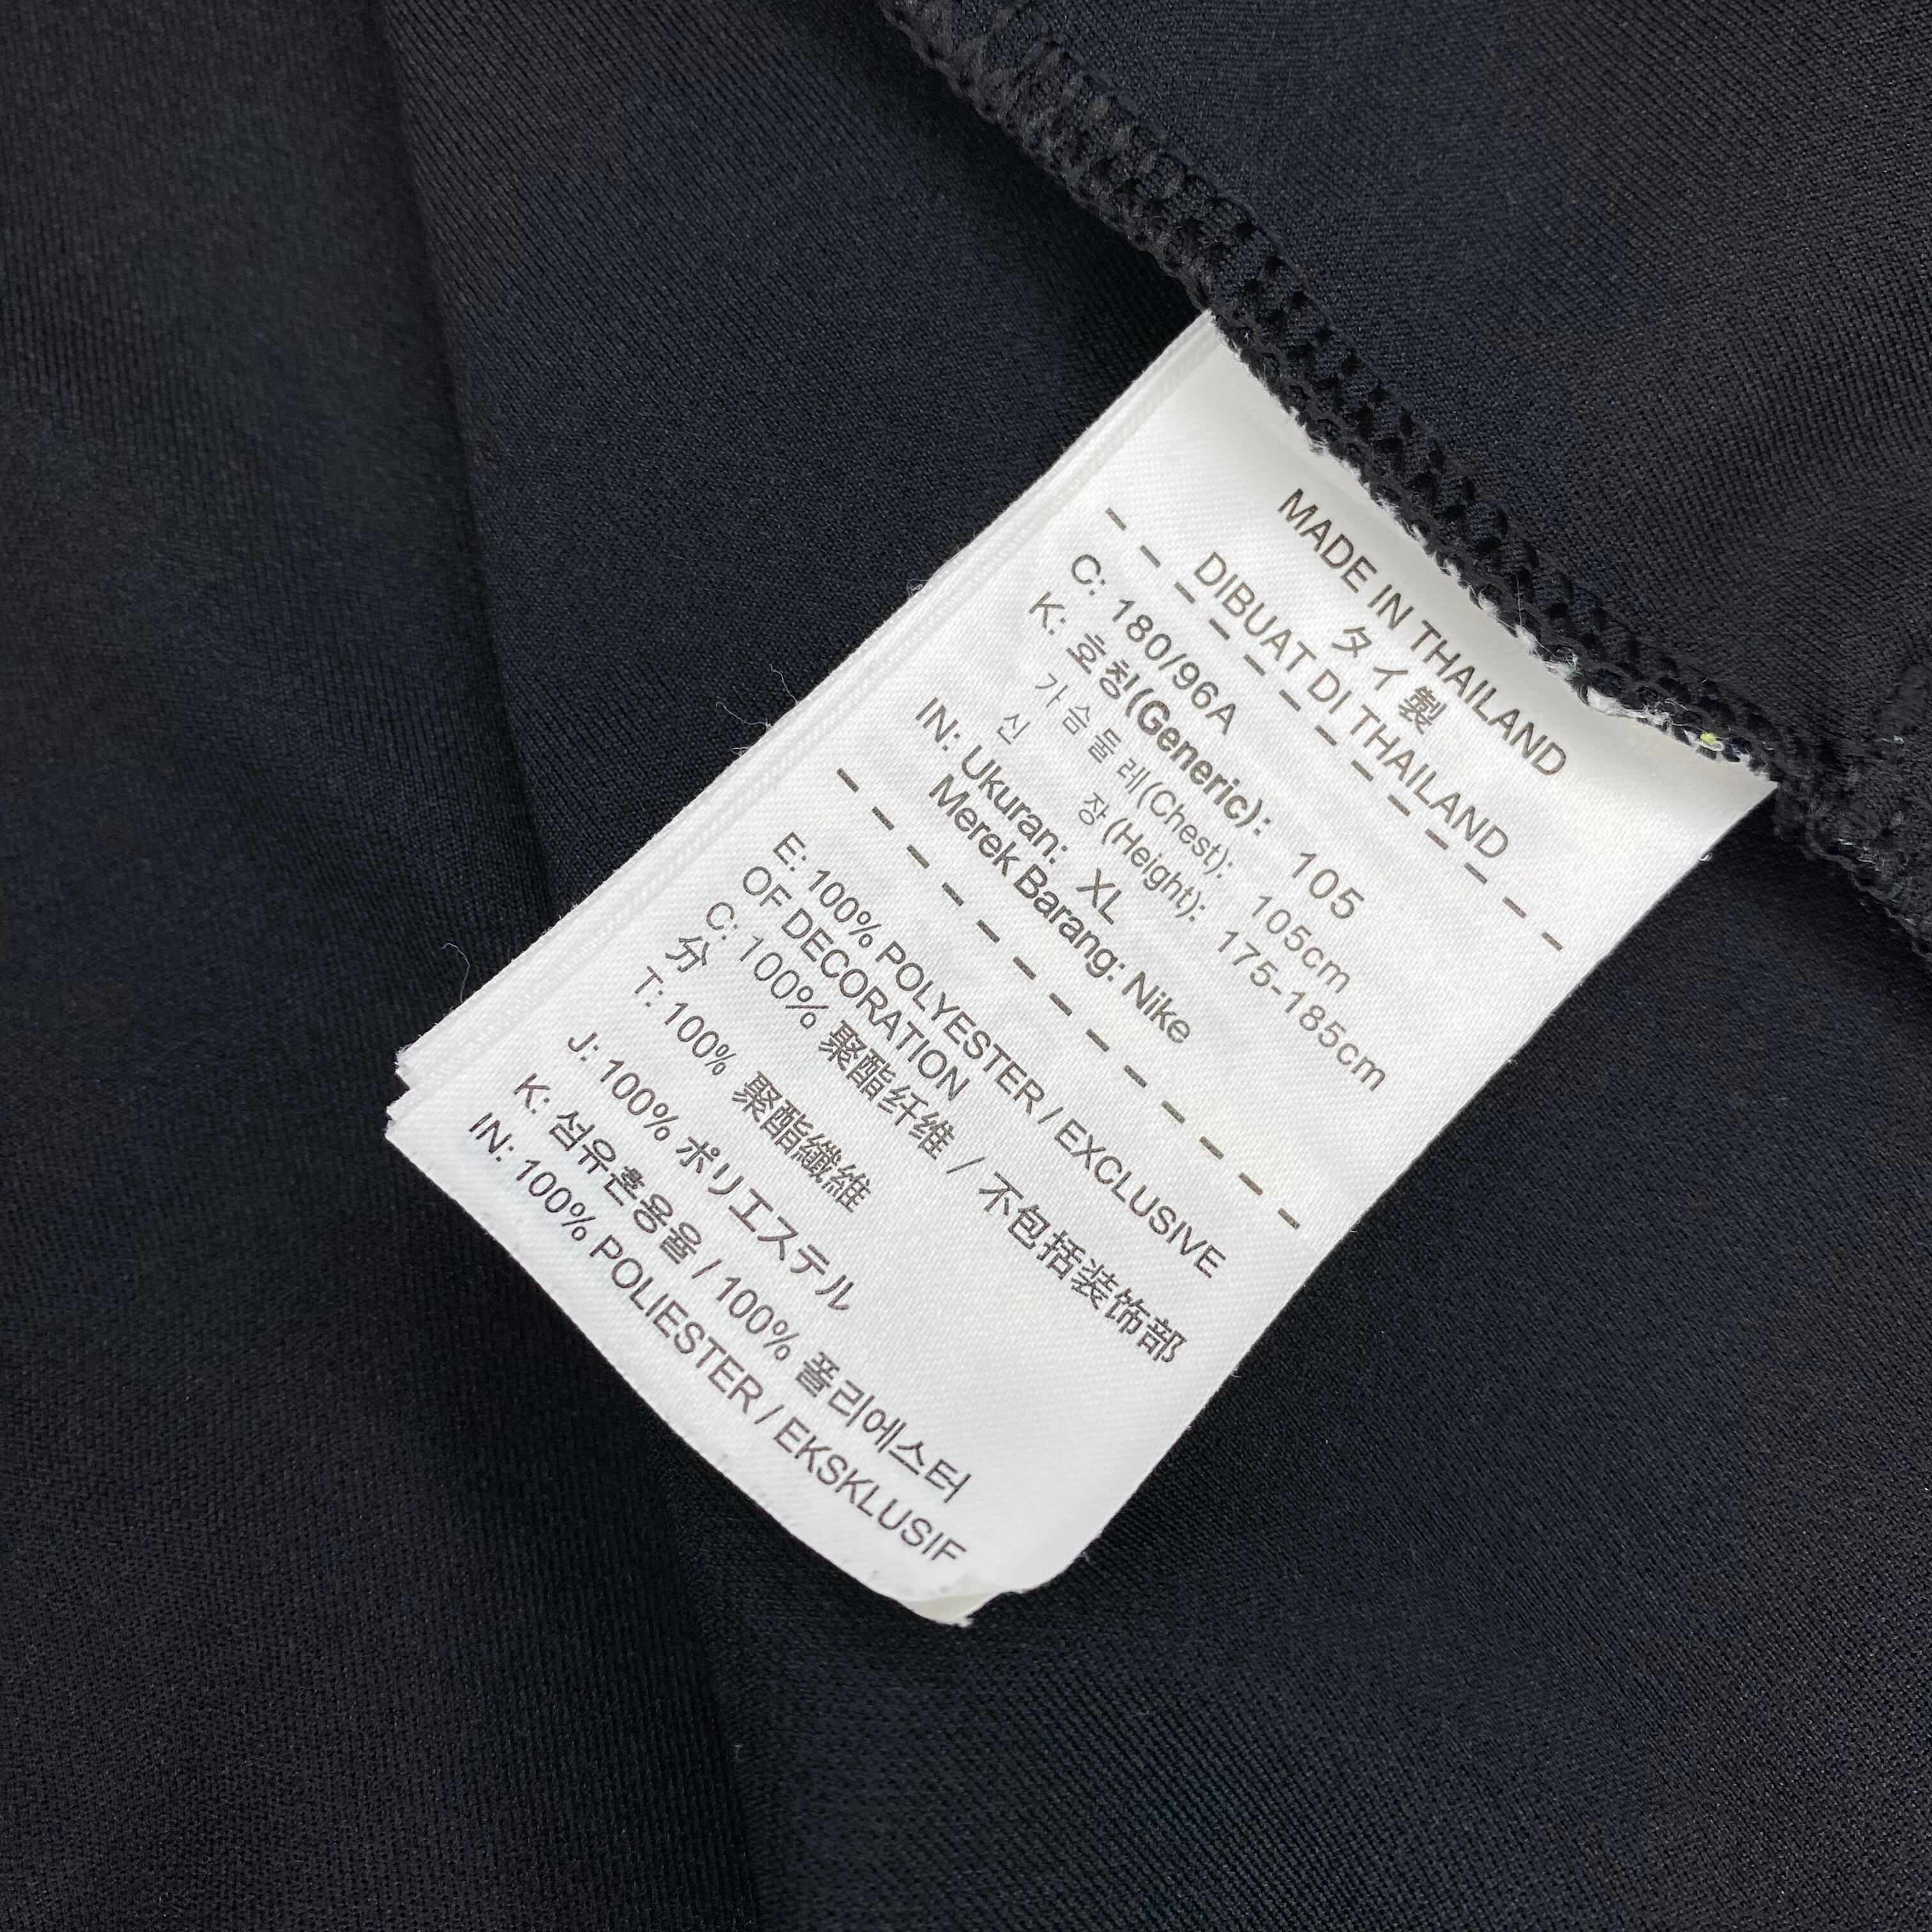 MADE IN THAILAND
タイ製
DIBUAT DI THAILAND
C: 180/96A
K: 호칭(Generic): 105
가슴둘레(Chest): 105cm
신 장(Height): 175-185cm
IN: Ukuran: XL
Merek Barang: Nike
E: 100% POLYESTER / EXCLUSIVE
OF DECORATION
C: 100% 聚酯纤维 / 不包括装饰部
分
T: 100% 聚酯纖維
J: 100% ポリエステル
K: 섬유혼용율 / 100% 폴리에스터
IN: 100% POLIESTER / EKSKLUSIF